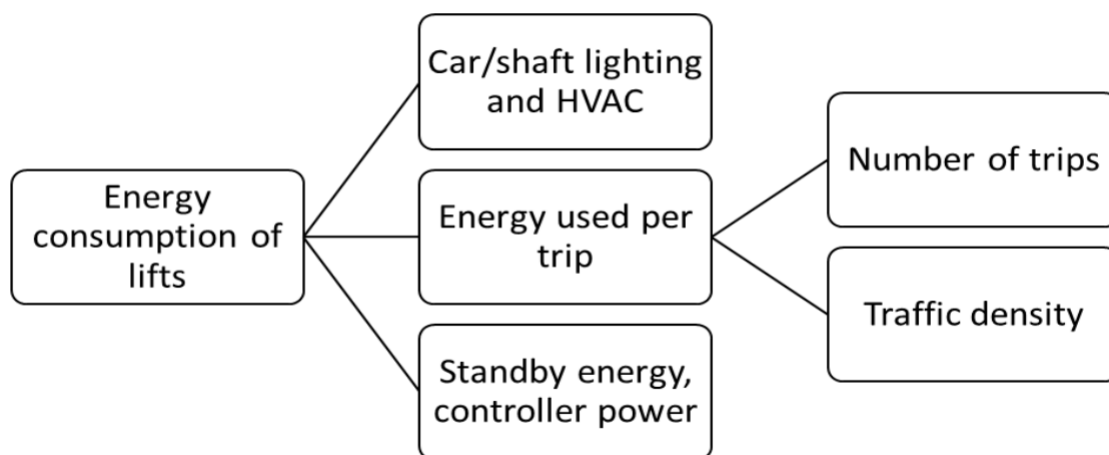 Car/shaft lighting
and HVAC
Number of trips
Energy
consumption of
lifts
Energy used per
trip
Traffic density
Standby energy,
controller power